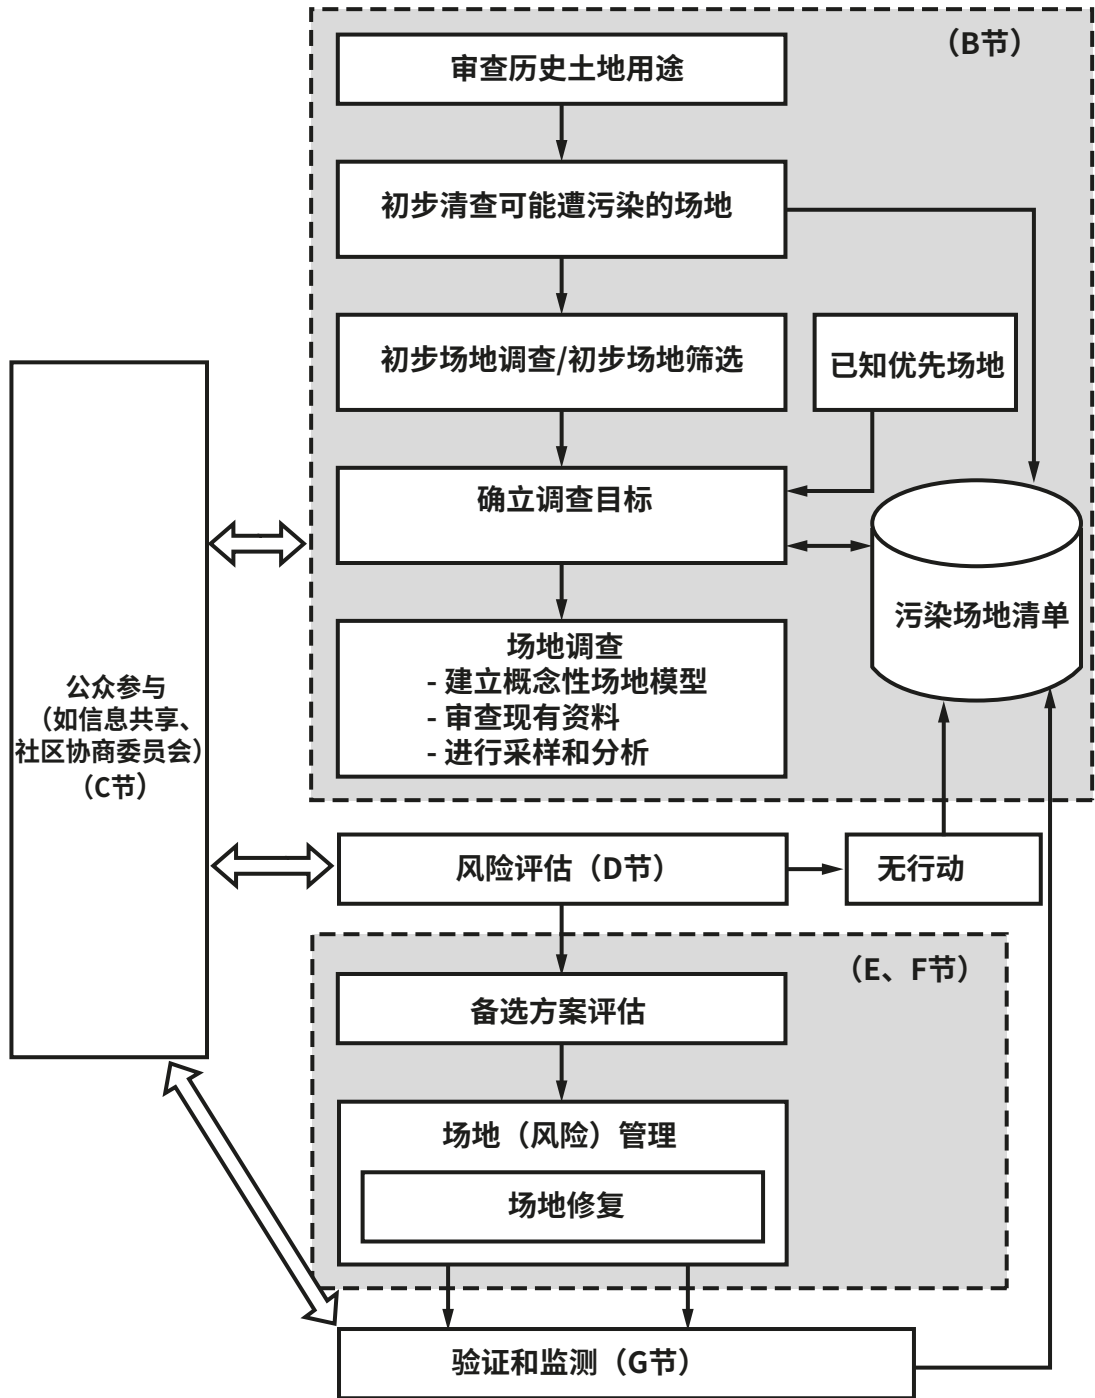 （B节）
审查历史土地用途
初步清查可能遭污染的场地
初步场地调查/初步场地筛选
已知优先场地
确立调查目标
污染场地清单
场地调查
- 建立概念性场地模型
- 审查现有资料
- 进行采样和分析
公众参与
（如信息共享、
社区协商委员会）
（C节）
风险评估（D节）
无行动
（E、F节）
备选方案评估
场地（风险）管理
场地修复
验证和监测（G节）